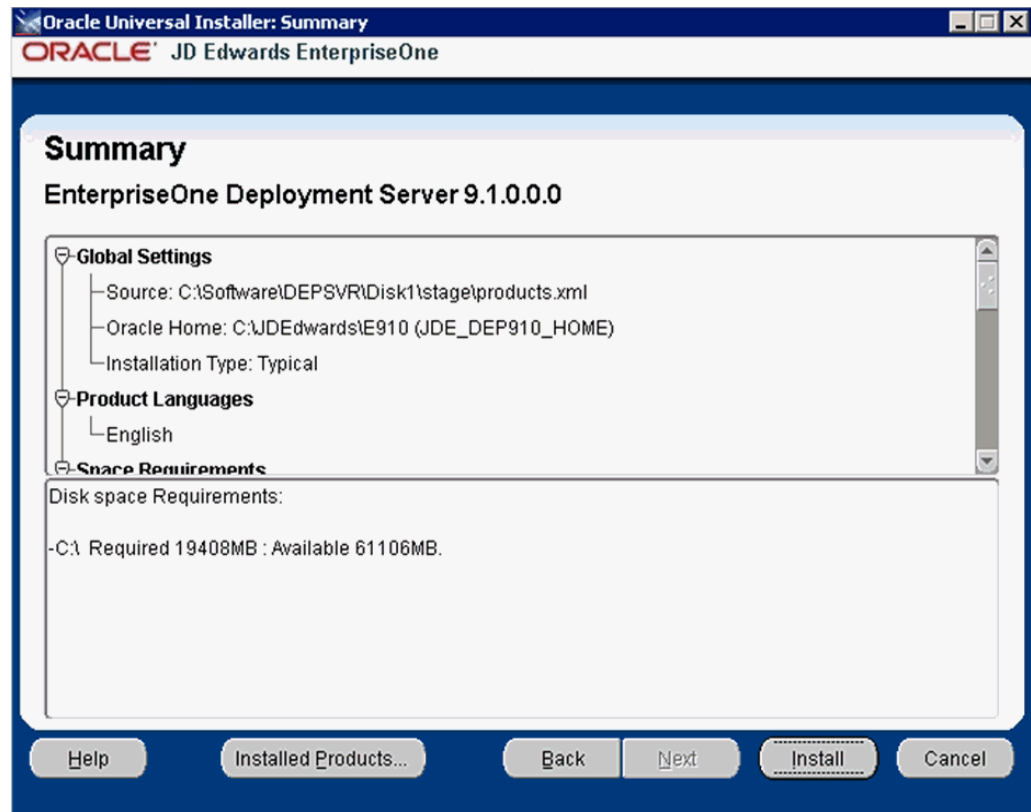 Oracle Universal Installer: Summary
ORACLE JD Edwards EnterpriseOne
Summary
EnterpriseOne Deployment Server 9.1.0.0.0
Global Settings
Source: C:\Software\DEPSVR\Disk1\stage\products.xml
Oracle Home: C:\JDEdwards\E910 (JDE_DEP910_HOME)
Installation Type: Typical
Product Languages
English
Space Requirements
Disk space Requirements:
-C:\ Required 19408MB : Available 61106MB.
Help Installed Products... Back Next Install Cancel